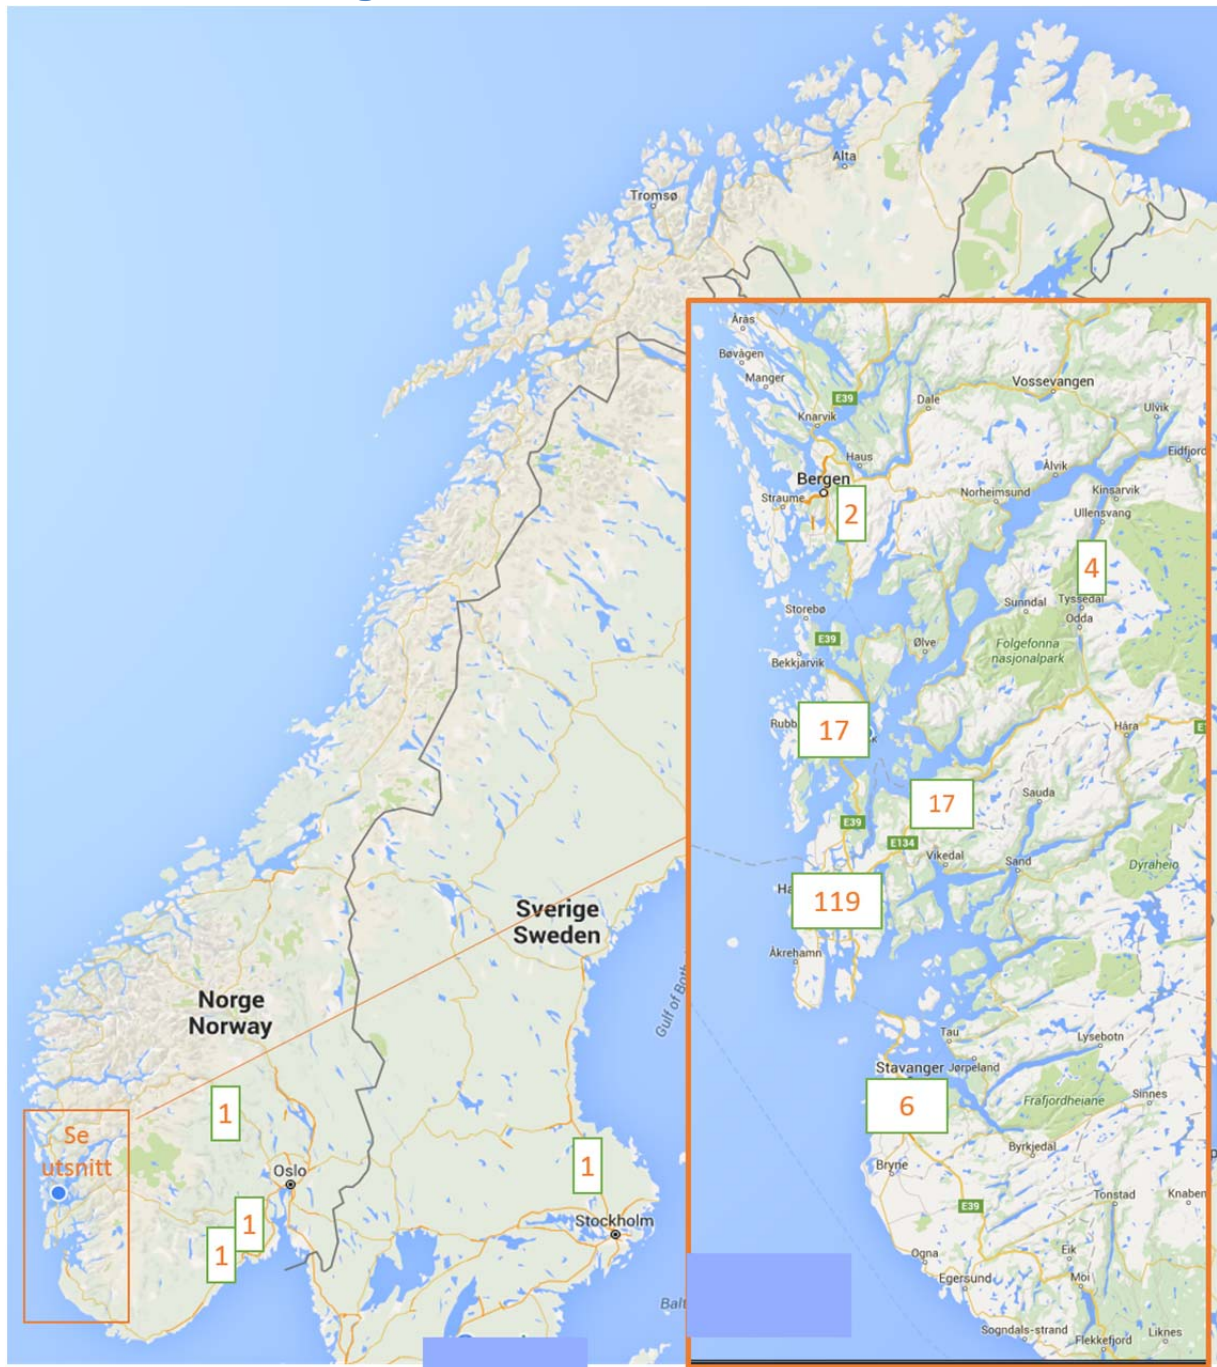 Alta
Tromsø
Årås
Bøvågen
Manger
Vossevangen
E39
Dale
Ulvik
Knarvik
Haus
Eidfjord
Ålvik
Bergen
Kinsarvik
Straume
Norheimsund
2
Ullensvang
4
Storebø
Sunndal
Tyssedal
Odda
E39
Ølve
Folgefonna
nasjonalpark
Bekkjarvik
17
Håra
17
Sauda
E39
E134
Vikedal
Sand
Dyraheio
119
Sverige
Sweden
Åkrehamn
Gulf of Both
Norge
Norway
Tau
Lysebotn
Stavanger
Jørpeland
6
Frafjordheiane
Sinnes
1
Se
utsnitt
Byrkjedal
Bryne
Oslo
1
Tonstad
Knaben
E39
1
Stockholm
1
Ogna
Eik
Egersund
Moi
Balt
Sogndals-strand
Flekkefjord
Liknes